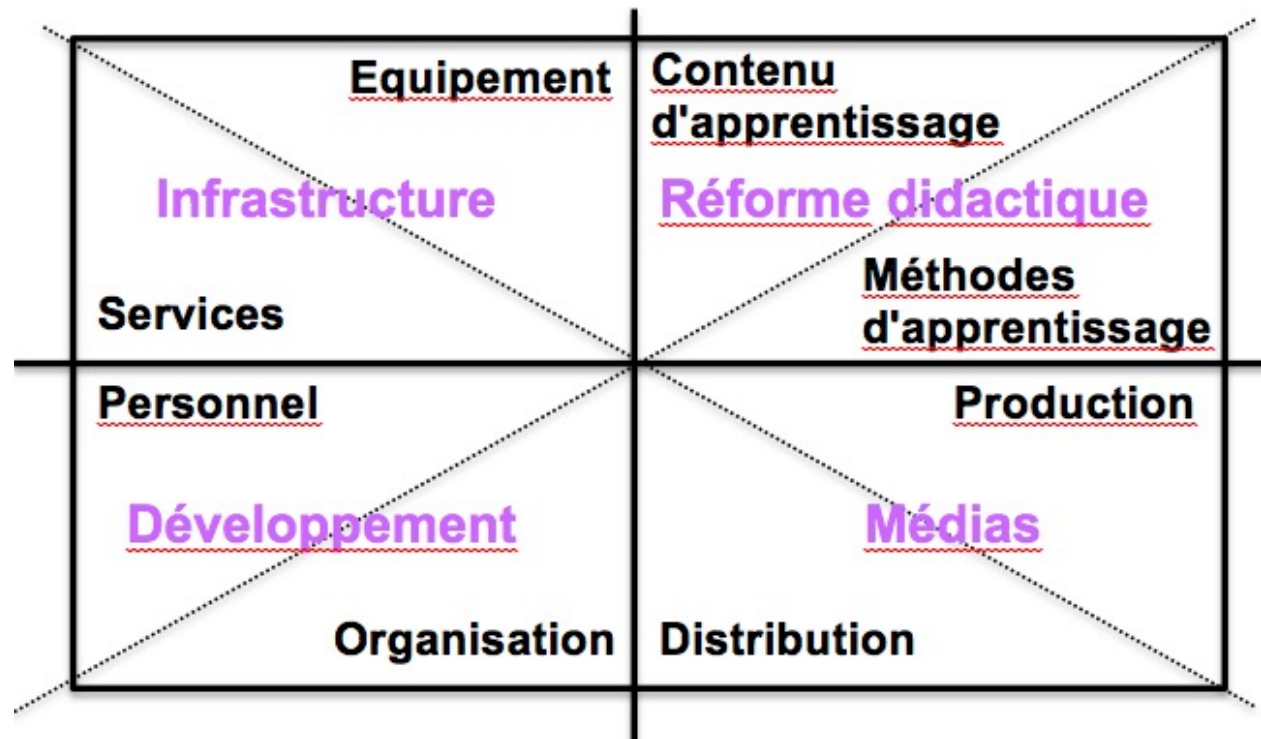 Equipement
Infrastructure
Services
Contenu
d'apprentissage
Réforme didactique
Méthodes
d'apprentissage
Personnel
Développement
Organisation
Production
Médias
Distribution